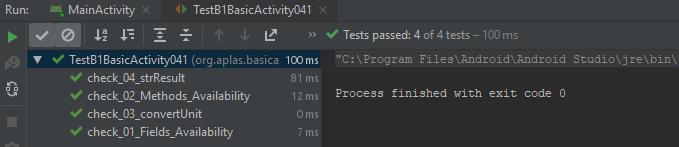 Run: MainActivity TestB1BasicActivity041
Tests passed: 4 of 4 tests – 100 ms
TestB1BasicActivity041 (org.aplas.basica 100 ms
check_04_strResult 81 ms
check_02_Methods_Availability 12 ms
check_03_convertUnit 0 ms
check_01_Fields_Availability 7 ms
"C:\Program Files\Android\Android Studio\jre\bin\
Process finished with exit code 0